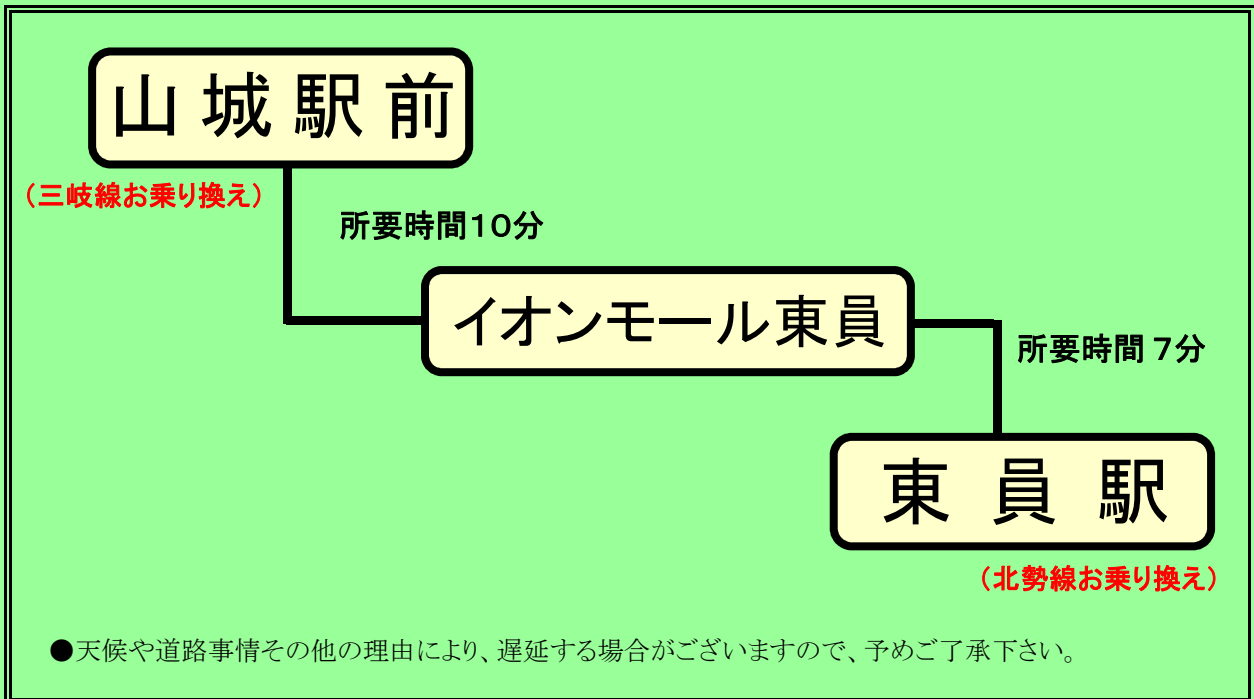 山城駅前
(三岐線お乗り換え)
所要時間10分
イオンモール東員
所要時間7分
東員駅
(北勢線お乗り換え)
●天候や道路事情その他の理由により、遅延する場合がございますので、予めご了承下さい。